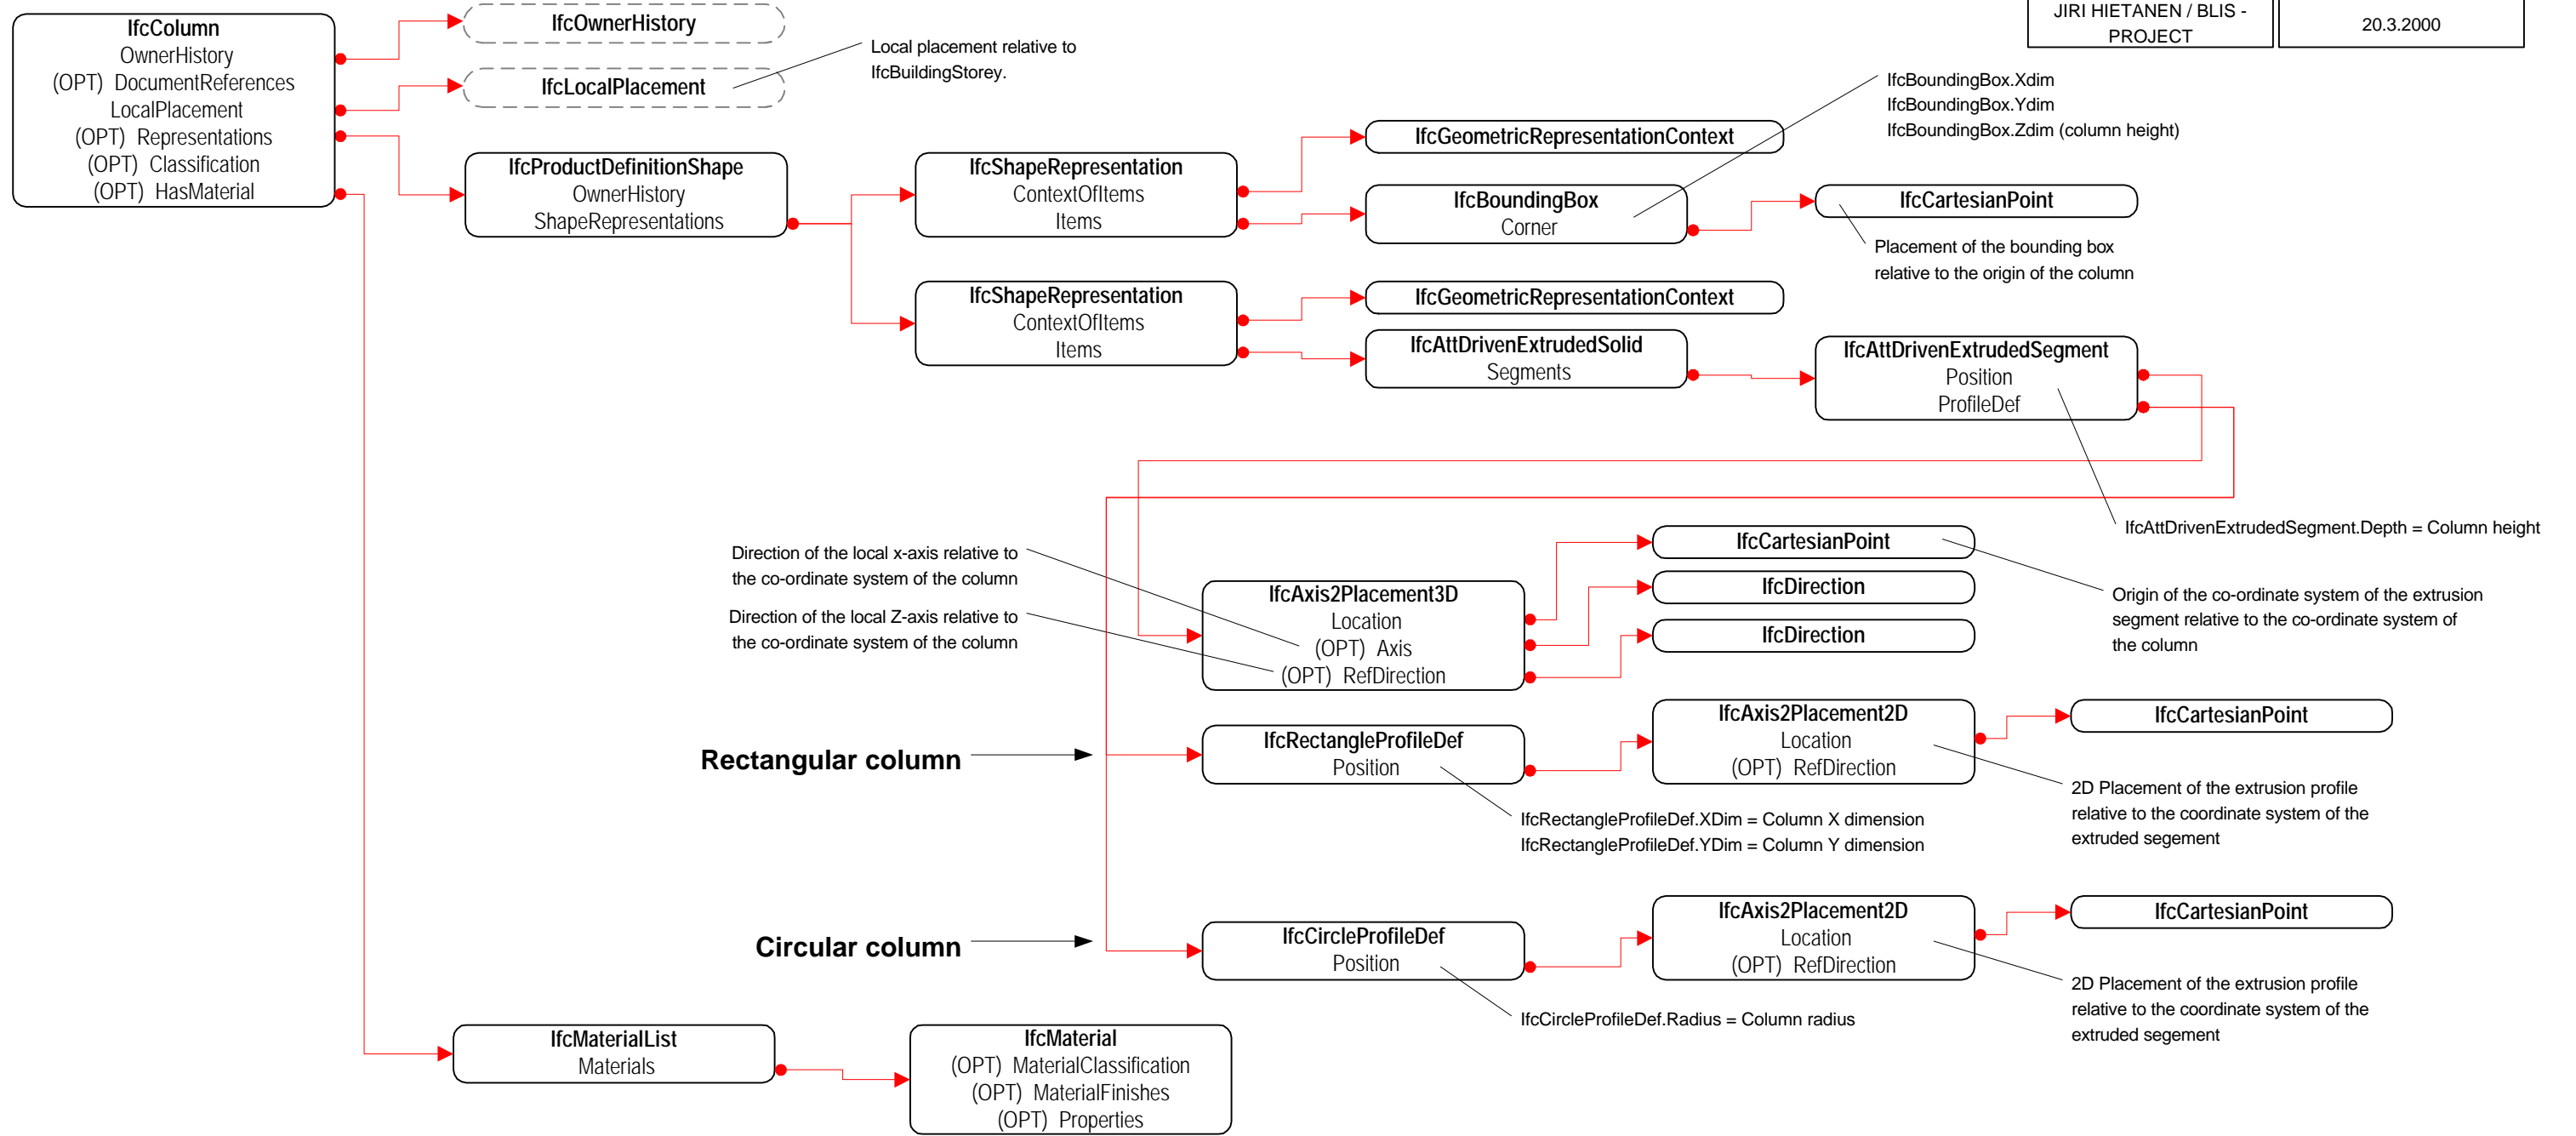 JIRI HIETANEN / BLIS -
PROJECT
20.3.2000
IfcColumn
OwnerHistory
(OPT) DocumentReferences
LocalPlacement
(OPT) Representations
(OPT) Classification
(OPT) HasMaterial
IfcOwnerHistory
IfcLocalPlacement
Local placement relative to
IfcBuildingStorey.
IfcProductDefinitionShape
OwnerHistory
ShapeRepresentations
IfcShapeRepresentation
ContextOfItems
Items
IfcGeometricRepresentationContext
IfcBoundingBox
Corner
IfcBoundingBox.Xdim
IfcBoundingBox.Ydim
IfcBoundingBox.Zdim (column height)
IfcCartesianPoint
Placement of the bounding box
relative to the origin of the column
IfcShapeRepresentation
ContextOfItems
Items
IfcGeometricRepresentationContext
IfcAttDrivenExtrudedSolid
Segments
IfcAttDrivenExtrudedSegment
Position
ProfileDef
IfcAttDrivenExtrudedSegment.Depth = Column height
Direction of the local x-axis relative to
the co-ordinate system of the column
Direction of the local Z-axis relative to
the co-ordinate system of the column
IfcAxis2Placement3D
Location
(OPT) Axis
(OPT) RefDirection
IfcCartesianPoint
IfcDirection
IfcDirection
Origin of the co-ordinate system of the extrusion
segment relative to the co-ordinate system of
the column
Rectangular column
IfcRectangleProfileDef
Position
IfcRectangleProfileDef.XDim = Column X dimension
IfcRectangleProfileDef.YDim = Column Y dimension
IfcAxis2Placement2D
Location
(OPT) RefDirection
IfcCartesianPoint
2D Placement of the extrusion profile
relative to the coordinate system of the
extruded segement
Circular column
IfcCircleProfileDef
Position
IfcCircleProfileDef.Radius = Column radius
IfcAxis2Placement2D
Location
(OPT) RefDirection
IfcCartesianPoint
2D Placement of the extrusion profile
relative to the coordinate system of the
extruded segement
IfcMaterialList
Materials
IfcMaterial
(OPT) MaterialClassification
(OPT) MaterialFinishes
(OPT) Properties